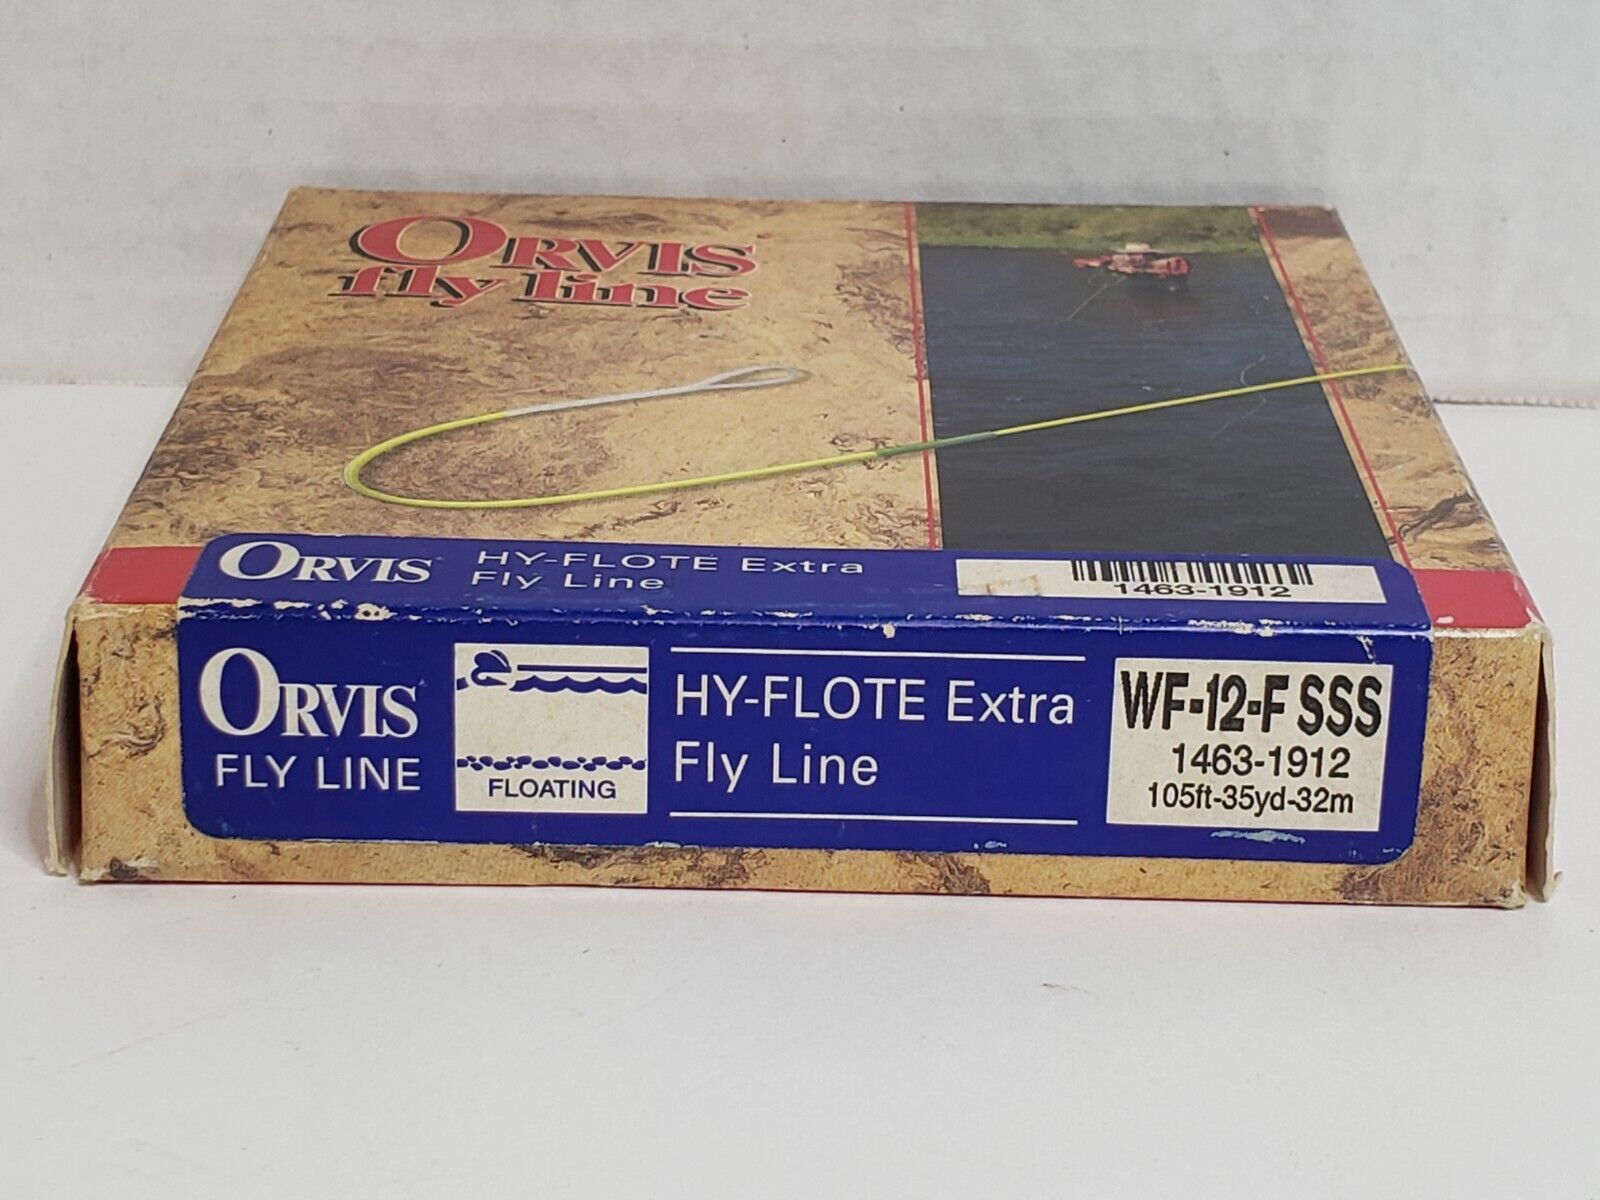 ORVIS
fly line
ORVIS
HY-FLOTE Extra
Fly Line
1463-1912
ORVIS
FLY LINE
FLOATING
HY-FLOTE Extra
Fly Line
WF-12-F SSS
1463-1912
105ft-35yd-32m